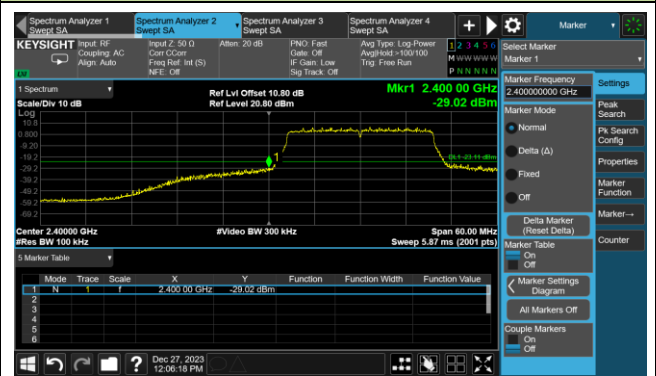 Spectrum Analyzer 1
Swept SA
Spectrum Analyzer 2
Swept SA
Spectrum Analyzer 3
Swept SA
Spectrum Analyzer 4
Swept SA
Marker
KEYSIGHT
Input: RF
Coupling: AC
Align: Auto
Input Z: 50 Ω
Corr CCorr
Freq Ref: Int (S)
NFE: Off
Atten: 20 dB
PNO: Fast
Gate: Off
IF Gain: Low
Sig Track: Off
Avg Type: Log-Power
Avg|Hold:>100/100
Trig: Free Run
1 2 3 4 5 6
M W W W W W
P N N N N N
LXI
1 Spectrum
Scale/Div 10 dB
Ref Lvl Offset 10.80 dB
Ref Level 20.80 dBm
Mkr1 2.400 00 GHz
-29.02 dBm
Log
10.8
0.800
-9.20
-19.2
-29.2
-39.2
-49.2
-59.2
-69.2
1
DL1 -23.11 dBm
Center 2.40000 GHz
#Res BW 100 kHz
#Video BW 300 kHz
Span 60.00 MHz
Sweep 5.87 ms (2001 pts)
5 Marker Table
Mode Trace Scale X Y Function Function Width Function Value
1 N 1 f 2.400 00 GHz -29.02 dBm
2
3
4
5
6
Dec 27, 2023
12:06:18 PM
Select Marker
Marker 1
Marker Frequency
2.400000000 GHz
Marker Mode
Normal
Delta (Δ)
Fixed
Off
Delta Marker
(Reset Delta)
Marker Table
On
Off
Marker Settings
Diagram
All Markers Off
Couple Markers
On
Off
Settings
Peak
Search
Pk Search
Config
Properties
Marker
Function
Marker→
Counter